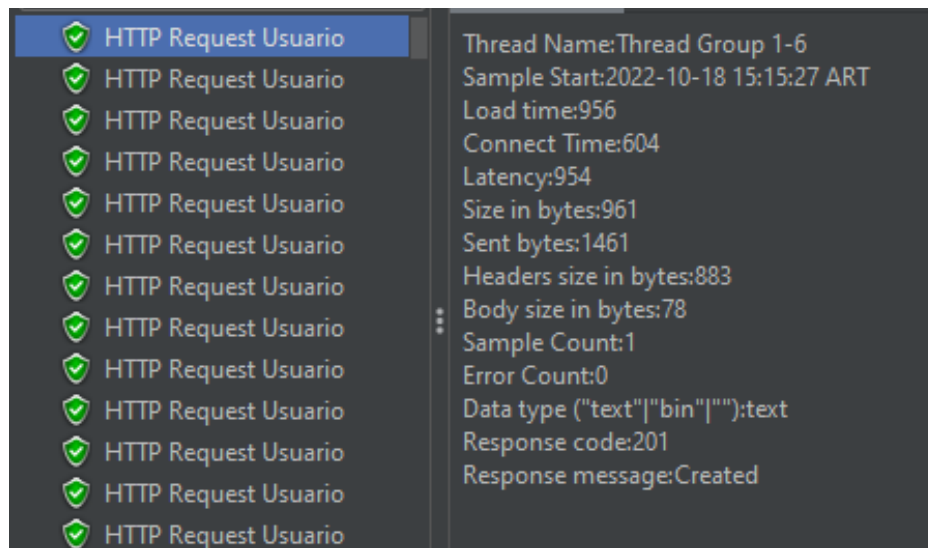 HTTP Request Usuario
HTTP Request Usuario
HTTP Request Usuario
HTTP Request Usuario
HTTP Request Usuario
HTTP Request Usuario
HTTP Request Usuario
HTTP Request Usuario
HTTP Request Usuario
HTTP Request Usuario
HTTP Request Usuario
HTTP Request Usuario
HTTP Request Usuario
Thread Name:Thread Group 1-6
Sample Start:2022-10-18 15:15:27 ART
Load time:956
Connect Time:604
Latency:954
Size in bytes:961
Sent bytes:1461
Headers size in bytes:883
Body size in bytes:78
Sample Count:1
Error Count:0
Data type ("text"|"bin"|""):text
Response code:201
Response message:Created